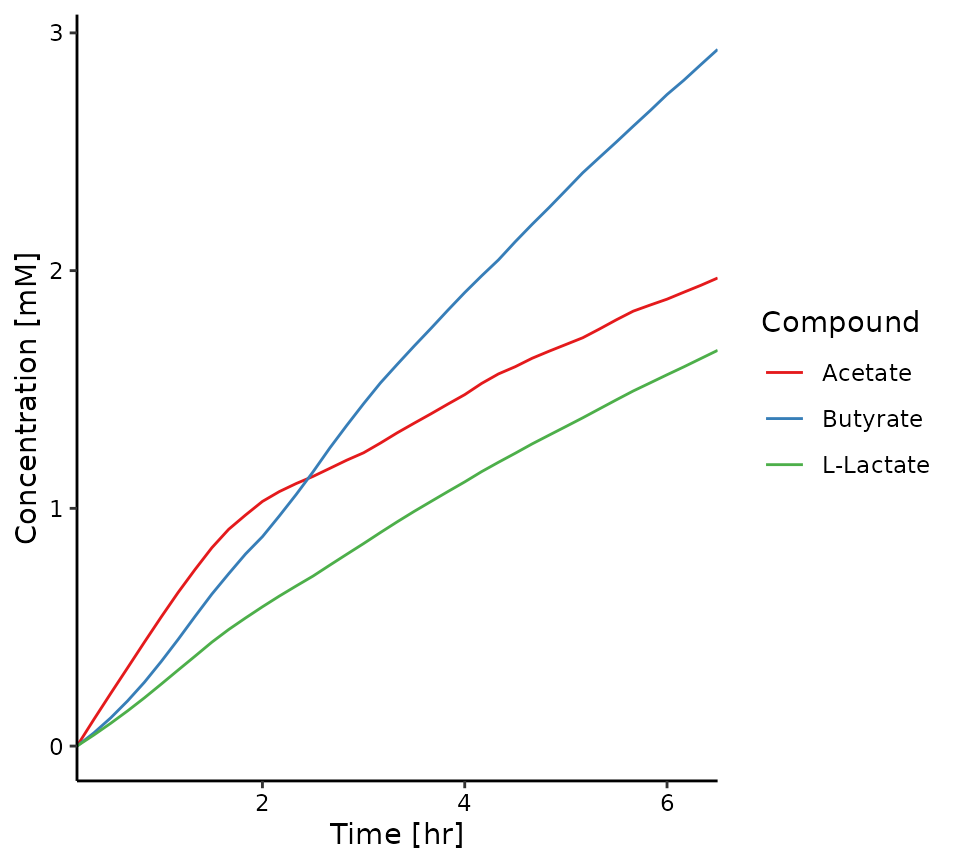 3
2
1
0
Concentration [mM]
2
4
6
Time [hr]
Compound
Acetate
Butyrate
L-Lactate